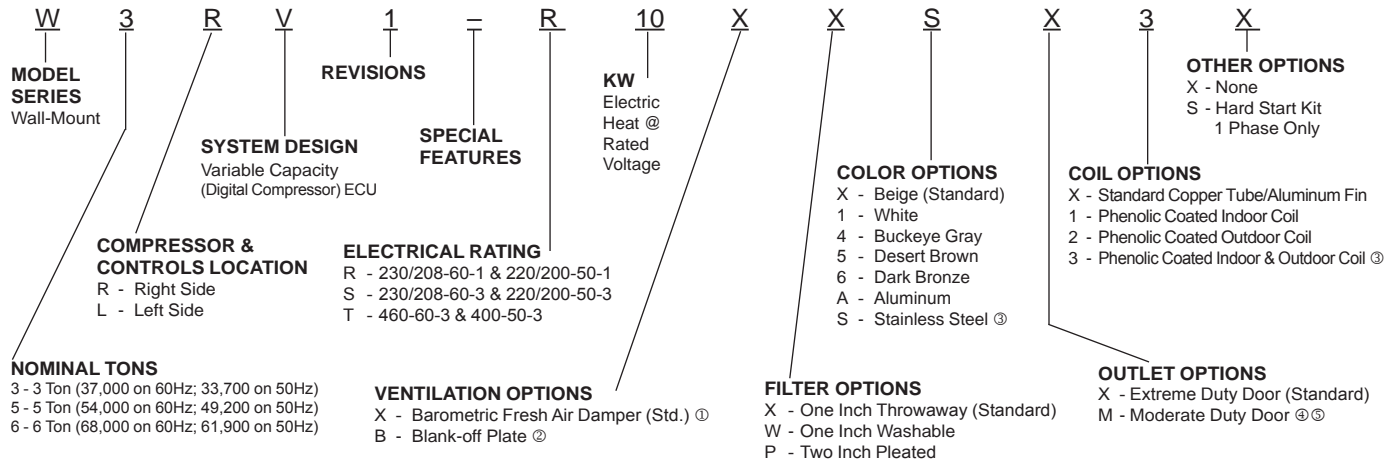 W 3 R V 1 – R 10 X X S X 3 X
MODEL
SERIES
Wall-Mount
REVISIONS
KW
Electric
Heat @
Rated
Voltage
OTHER OPTIONS
X - None
S - Hard Start Kit
1 Phase Only
SYSTEM DESIGN
Variable Capacity
(Digital Compressor) ECU
SPECIAL
FEATURES
COLOR OPTIONS
X - Beige (Standard)
1 - White
4 - Buckeye Gray
5 - Desert Brown
6 - Dark Bronze
A - Aluminum
S - Stainless Steel ③
COIL OPTIONS
X - Standard Copper Tube/Aluminum Fin
1 - Phenolic Coated Indoor Coil
2 - Phenolic Coated Outdoor Coil
3 - Phenolic Coated Indoor & Outdoor Coil ③
COMPRESSOR &
CONTROLS LOCATION
R - Right Side
L - Left Side
ELECTRICAL RATING
R - 230/208-60-1 & 220/200-50-1
S - 230/208-60-3 & 220/200-50-3
T - 460-60-3 & 400-50-3
NOMINAL TONS
3 - 3 Ton (37,000 on 60Hz; 33,700 on 50Hz)
5 - 5 Ton (54,000 on 60Hz; 49,200 on 50Hz)
6 - 6 Ton (68,000 on 60Hz; 61,900 on 50Hz)
VENTILATION OPTIONS
X - Barometric Fresh Air Damper (Std.) ①
B - Blank-off Plate ②
FILTER OPTIONS
X - One Inch Throwaway (Standard)
W - One Inch Washable
P - Two Inch Pleated
OUTLET OPTIONS
X - Extreme Duty Door (Standard)
M - Moderate Duty Door ④⑤